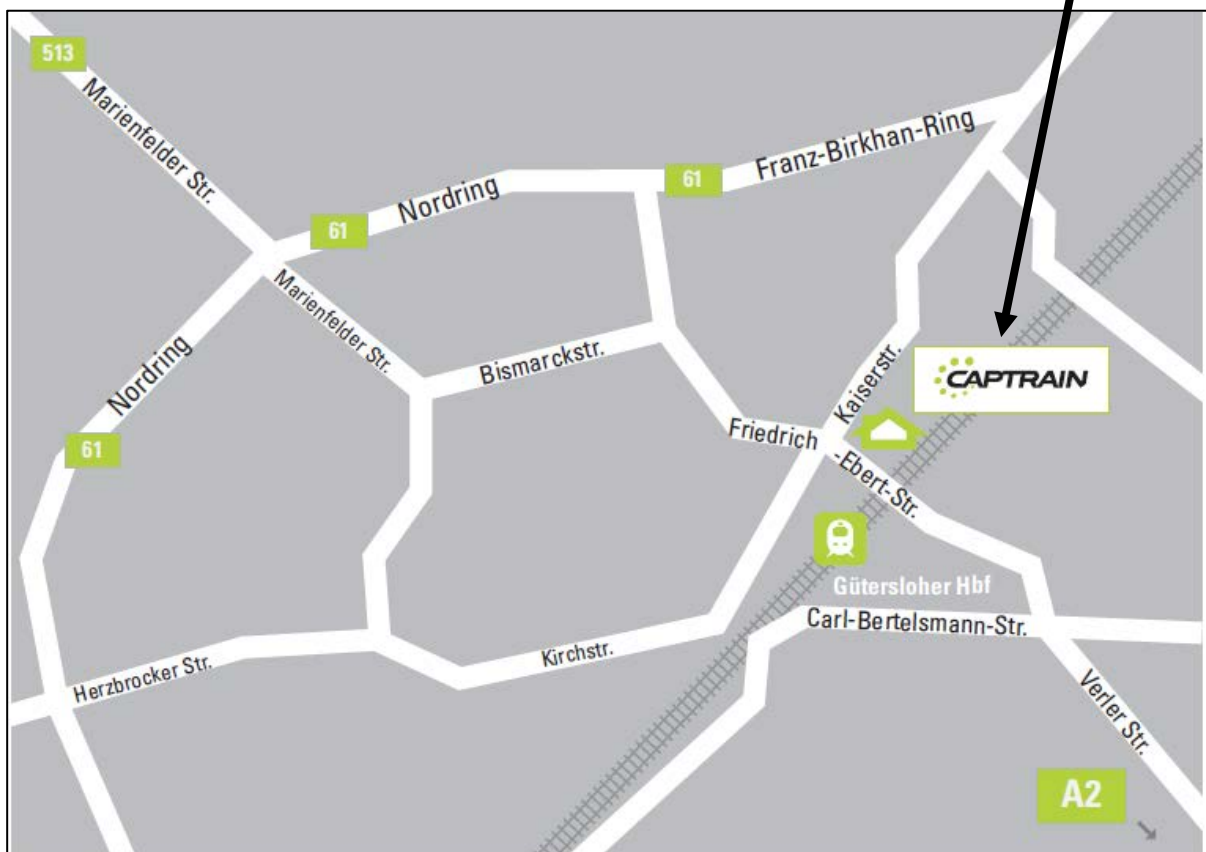 513
Marienfelder Str.
Franz-Birkhan-Ring
61
Nordring
61
Marienfelder Str.
Nordring
Bismarckstr.
Kaiserstr.
CAPTRAIN
61
Friedrich
-Ebert-Str.
Gütersloher Hbf
Carl-Bertelsmann-Str.
Kirchstr.
Herzbrocker Str.
Verler Str.
A2